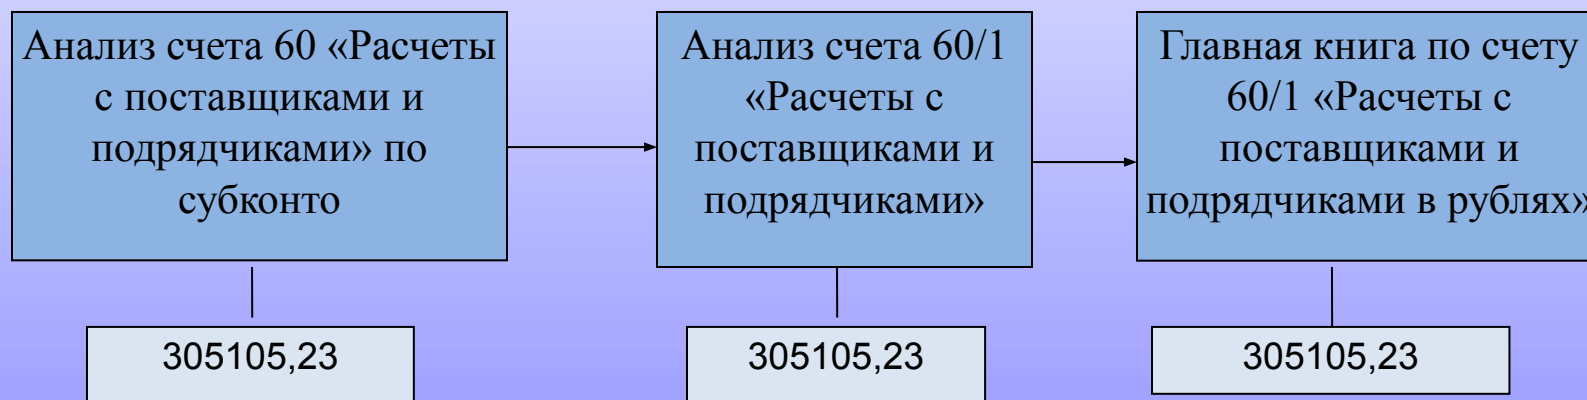 Анализ счета 60 «Расчеты
с поставщиками и
подрядчиками» по
субконто
Анализ счета 60/1
«Расчеты с
поставщиками и
подрядчиками»
Главная книга по счету
60/1 «Расчеты с
поставщиками и
подрядчиками в рублях»
305105,23
305105,23
305105,23